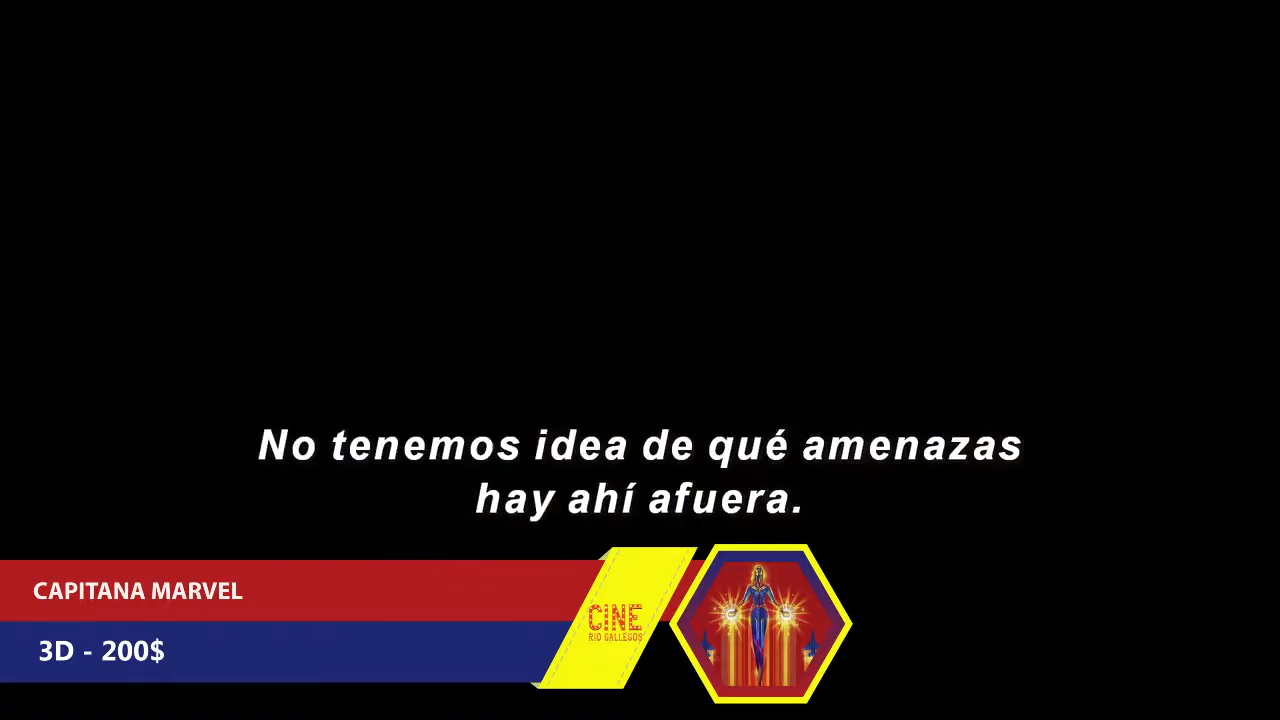 No tenemos idea de qué amenazas
hay ahí afuera.
CAPITANA MARVEL
CINE
RIO GALLEGOS
3D - 200$